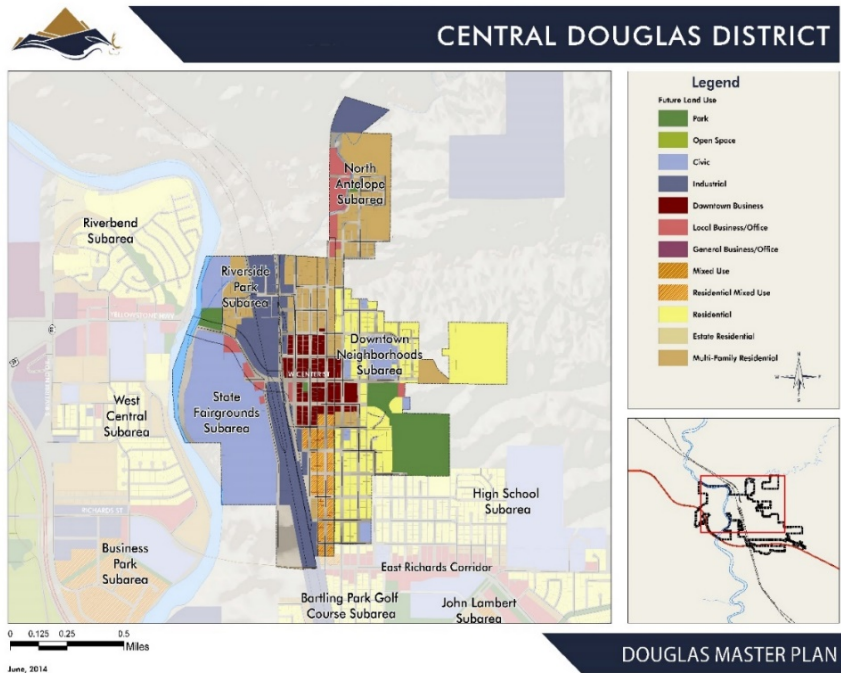 CENTRAL DOUGLAS DISTRICT
Legend
Future Land Use
Park
Open Space
Civic
Industrial
Downtown Business
Local Business/Office
General Business/Office
Mixed Use
Residential Mixed Use
Residential
Estate Residential
Multi-Family Residential
North
Antelope
Subarea
Riverbend
Subarea
Riverside
Park
Subarea
Downtown
Neighborhoods
Subarea
W CENTER ST
State
Fairgrounds
Subarea
West
Central
Subarea
RICHARDS ST
High School
Subarea
Business
Park
Subarea
East Richards Corridor
Bartling Park Golf
Course Subarea
John Lambert
Subarea
0 0.125 0.25 0.5
Miles
June, 2014
DOUGLAS MASTER PLAN